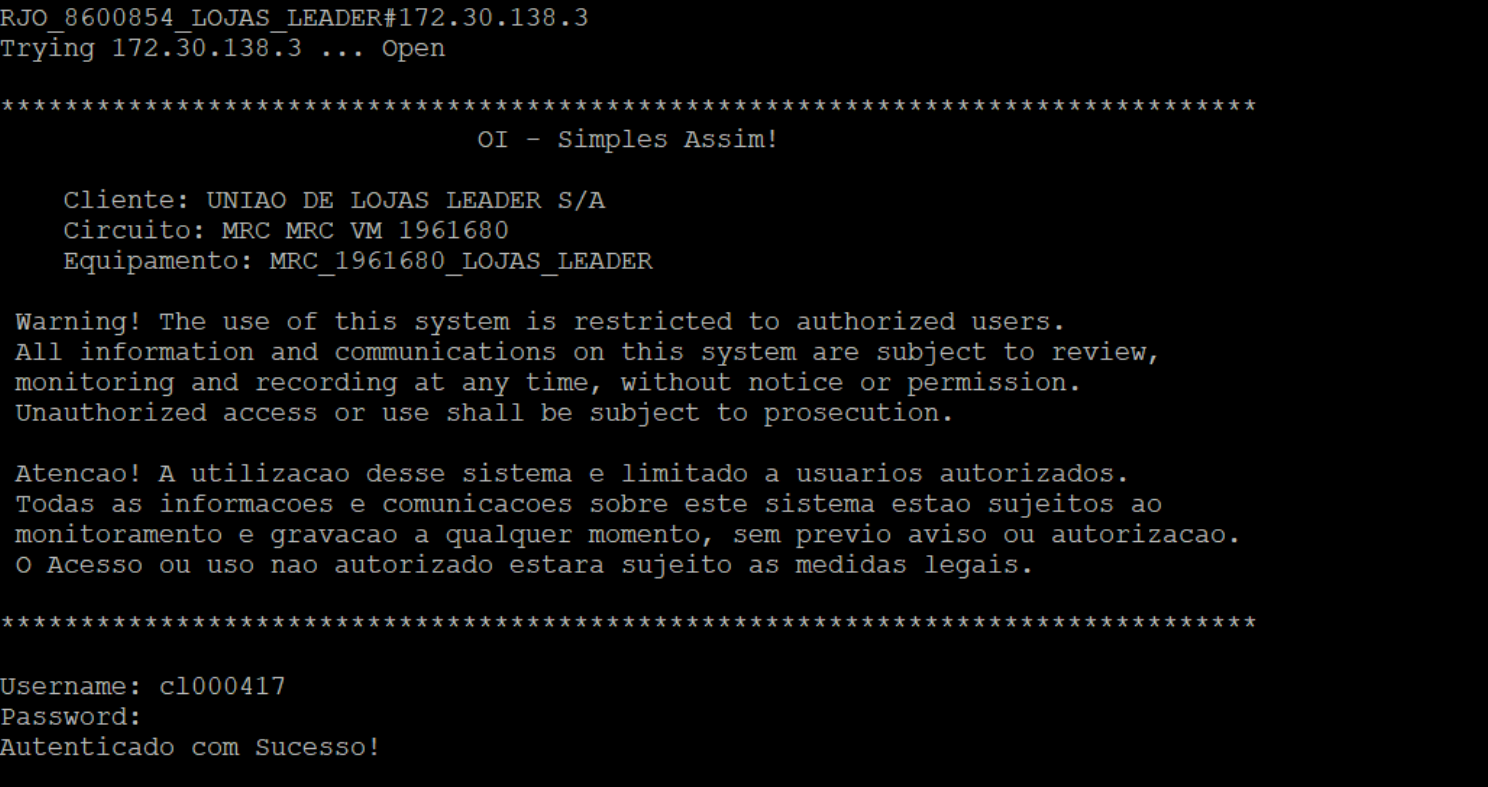 RJO_8600854_LOJAS_LEADER#172.30.138.3
Trying 172.30.138.3 ... Open
*******************************************************************************
OI - Simples Assim!
Cliente: UNIAO DE LOJAS LEADER S/A
Circuito: MRC MRC VM 1961680
Equipamento: MRC_1961680_LOJAS_LEADER
Warning! The use of this system is restricted to authorized users.
All information and communications on this system are subject to review,
monitoring and recording at any time, without notice or permission.
Unauthorized access or use shall be subject to prosecution.
Atencao! A utilizacao desse sistema e limitado a usuarios autorizados.
Todas as informacoes e comunicacoes sobre este sistema estao sujeitos ao
monitoramento e gravacao a qualquer momento, sem previo aviso ou autorizacao.
O Acesso ou uso nao autorizado estara sujeito as medidas legais.
*******************************************************************************
Username: cl000417
Password:
Autenticado com Sucesso!